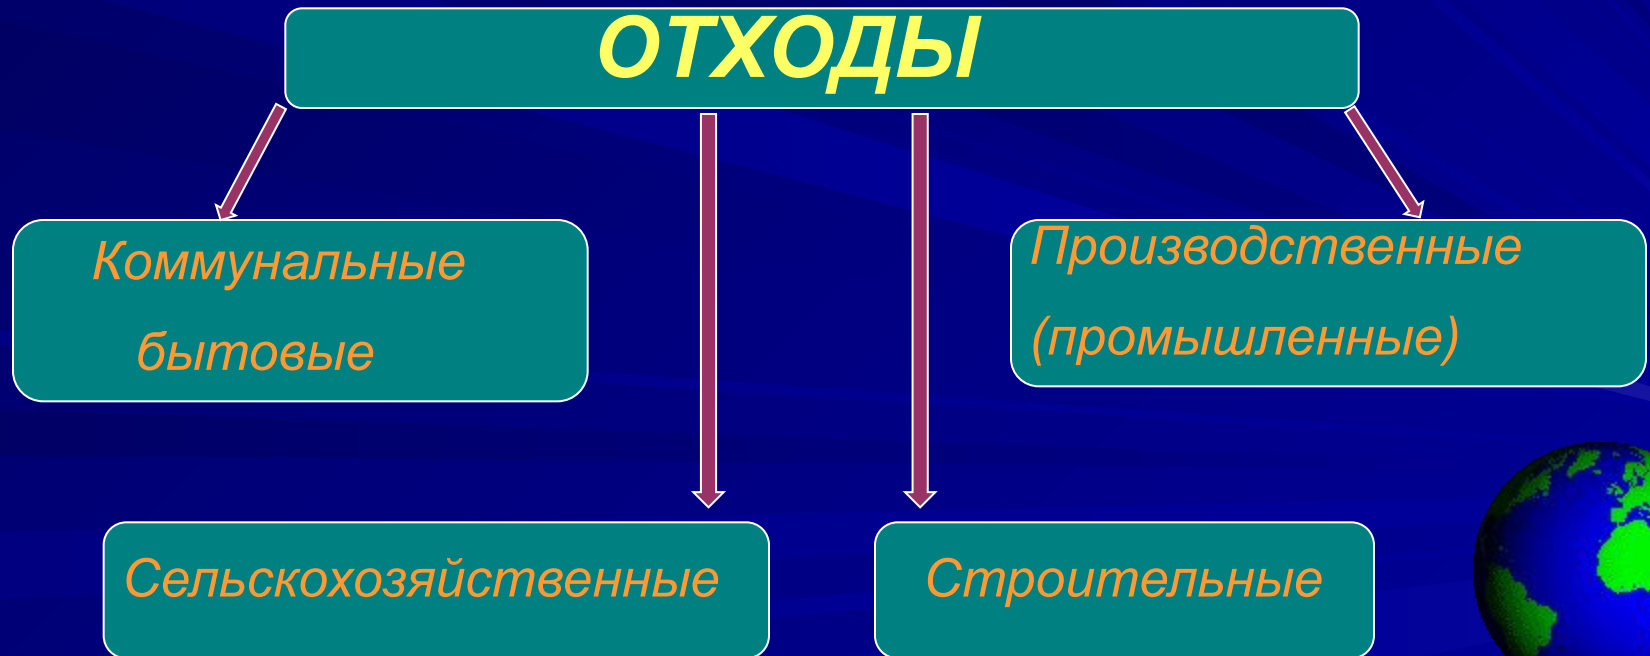 ОТХОДЫ
Коммунальные
бытовые
Производственные
(промышленные)
Сельскохозяйственные
Строительные